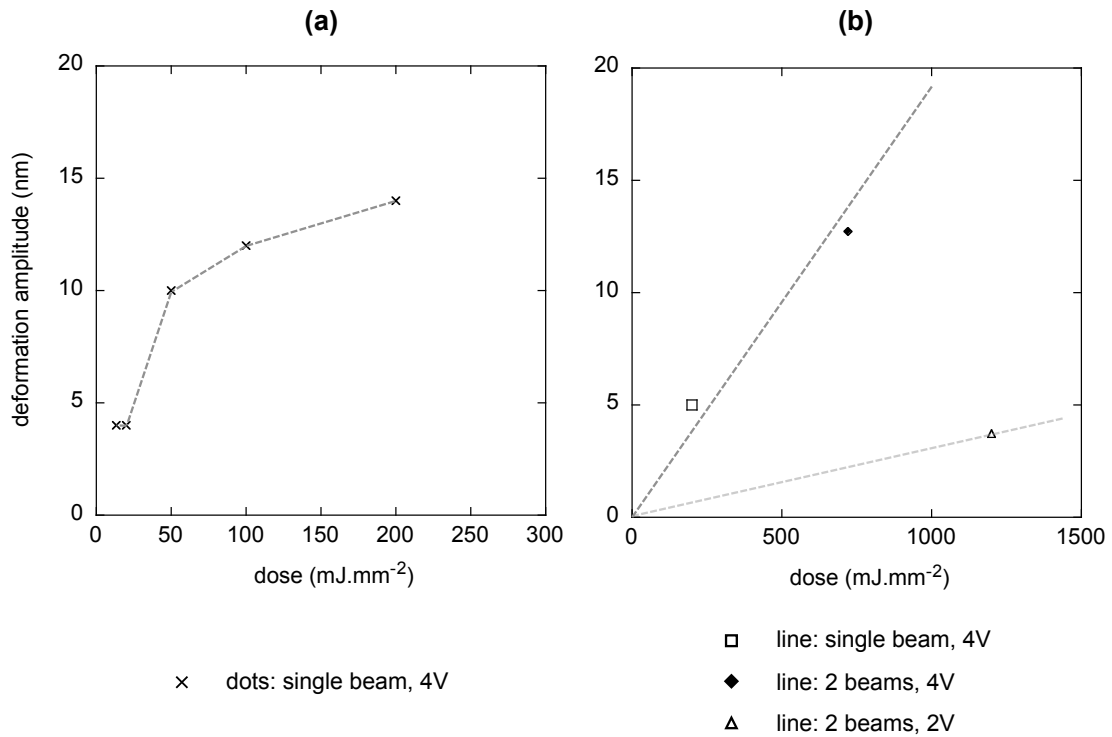 (a)
20
15
10
5
0
0 50 100 150 200 250 300
deformation amplitude (nm)
dose (mJ.mm-2)
× dots: single beam, 4V
(b)
20
15
10
5
0
0 500 1000 1500
dose (mJ.mm-2)
line: single beam, 4V
line: 2 beams, 4V
line: 2 beams, 2V